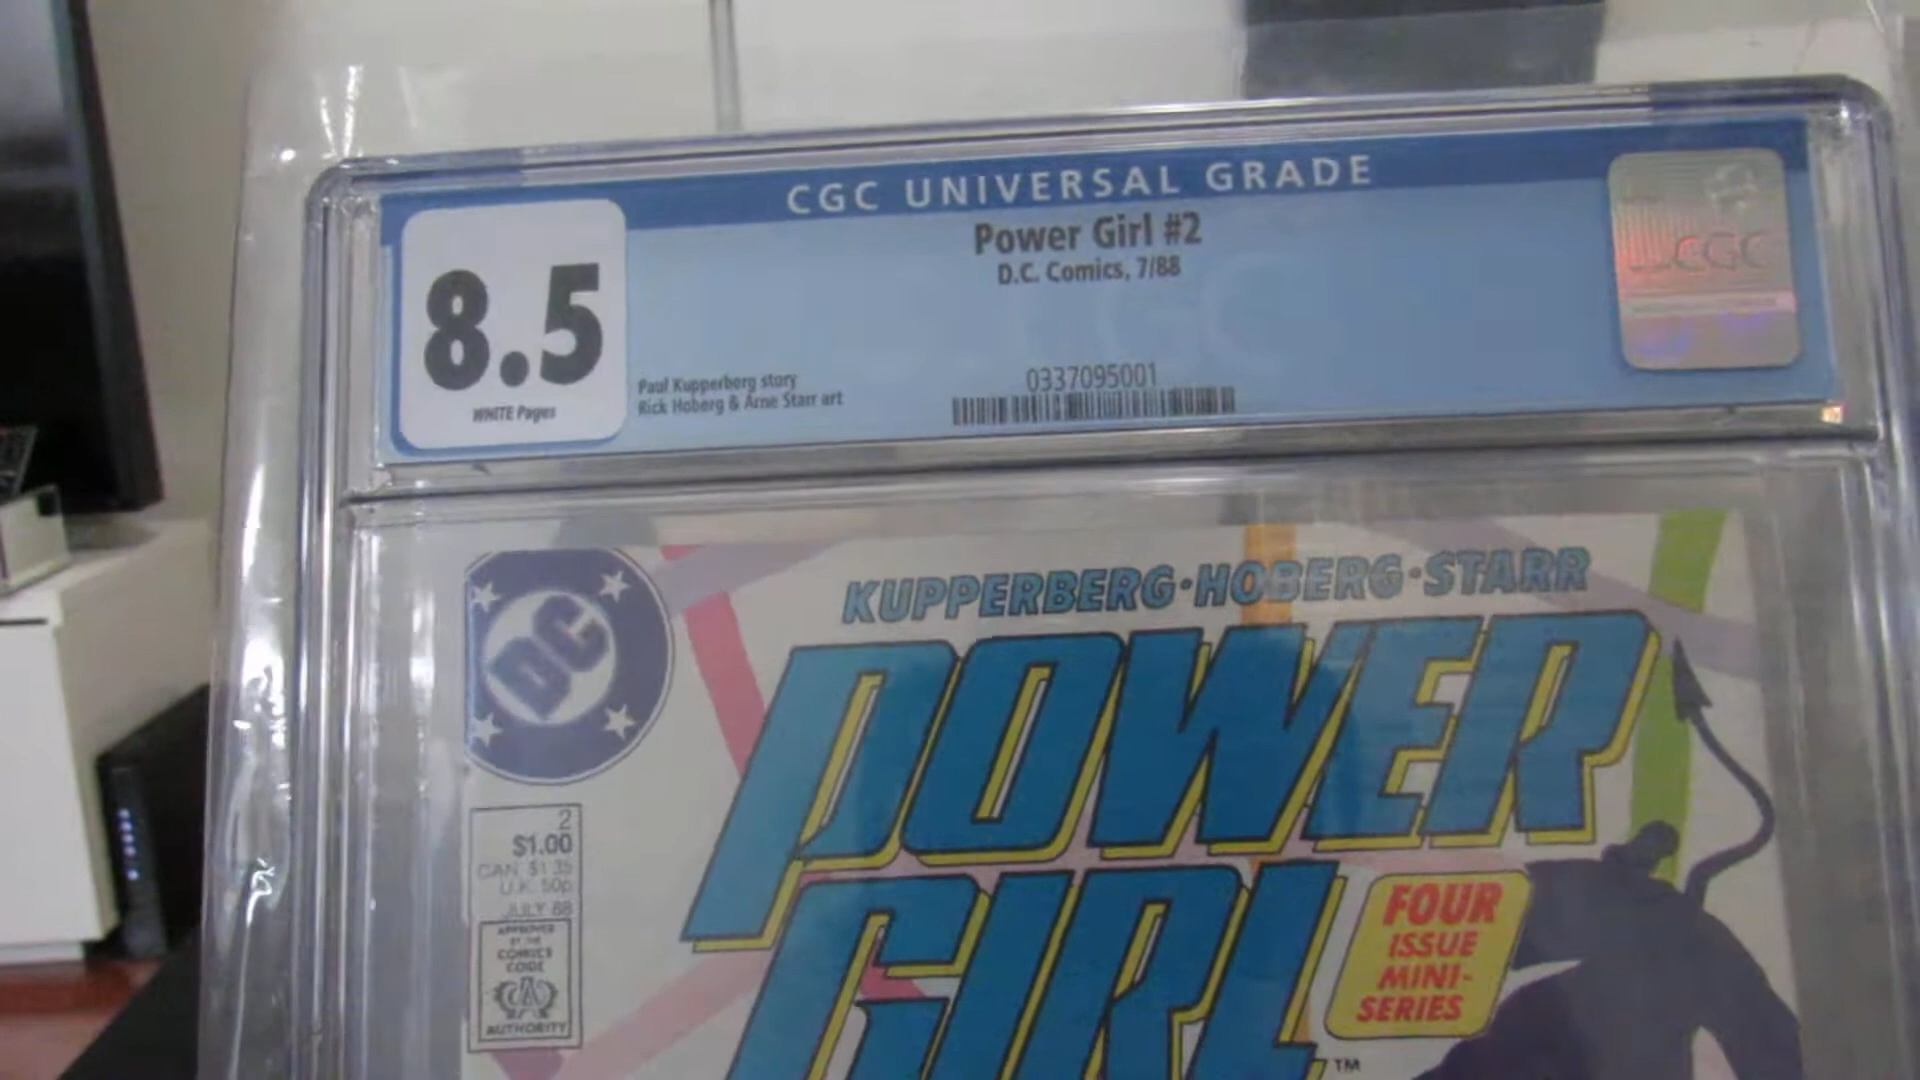 CGC UNIVERSAL GRADE
Power Girl #2
D.C. Comics, 7/88
8.5
WHITE Pages
Paul Kupperberg story
Rick Hoberg & Arne Starr art
0337095001
CGC
KUPPERBERG·HOBERG·STARR
DC
POWER
GIRL
TM
2
$1.00
CAN $1.35
U.K. 50p
JULY 88
APPROVED
BY THE
COMICS
CODE
CA
AUTHORITY
FOUR
ISSUE
MINI-
SERIES